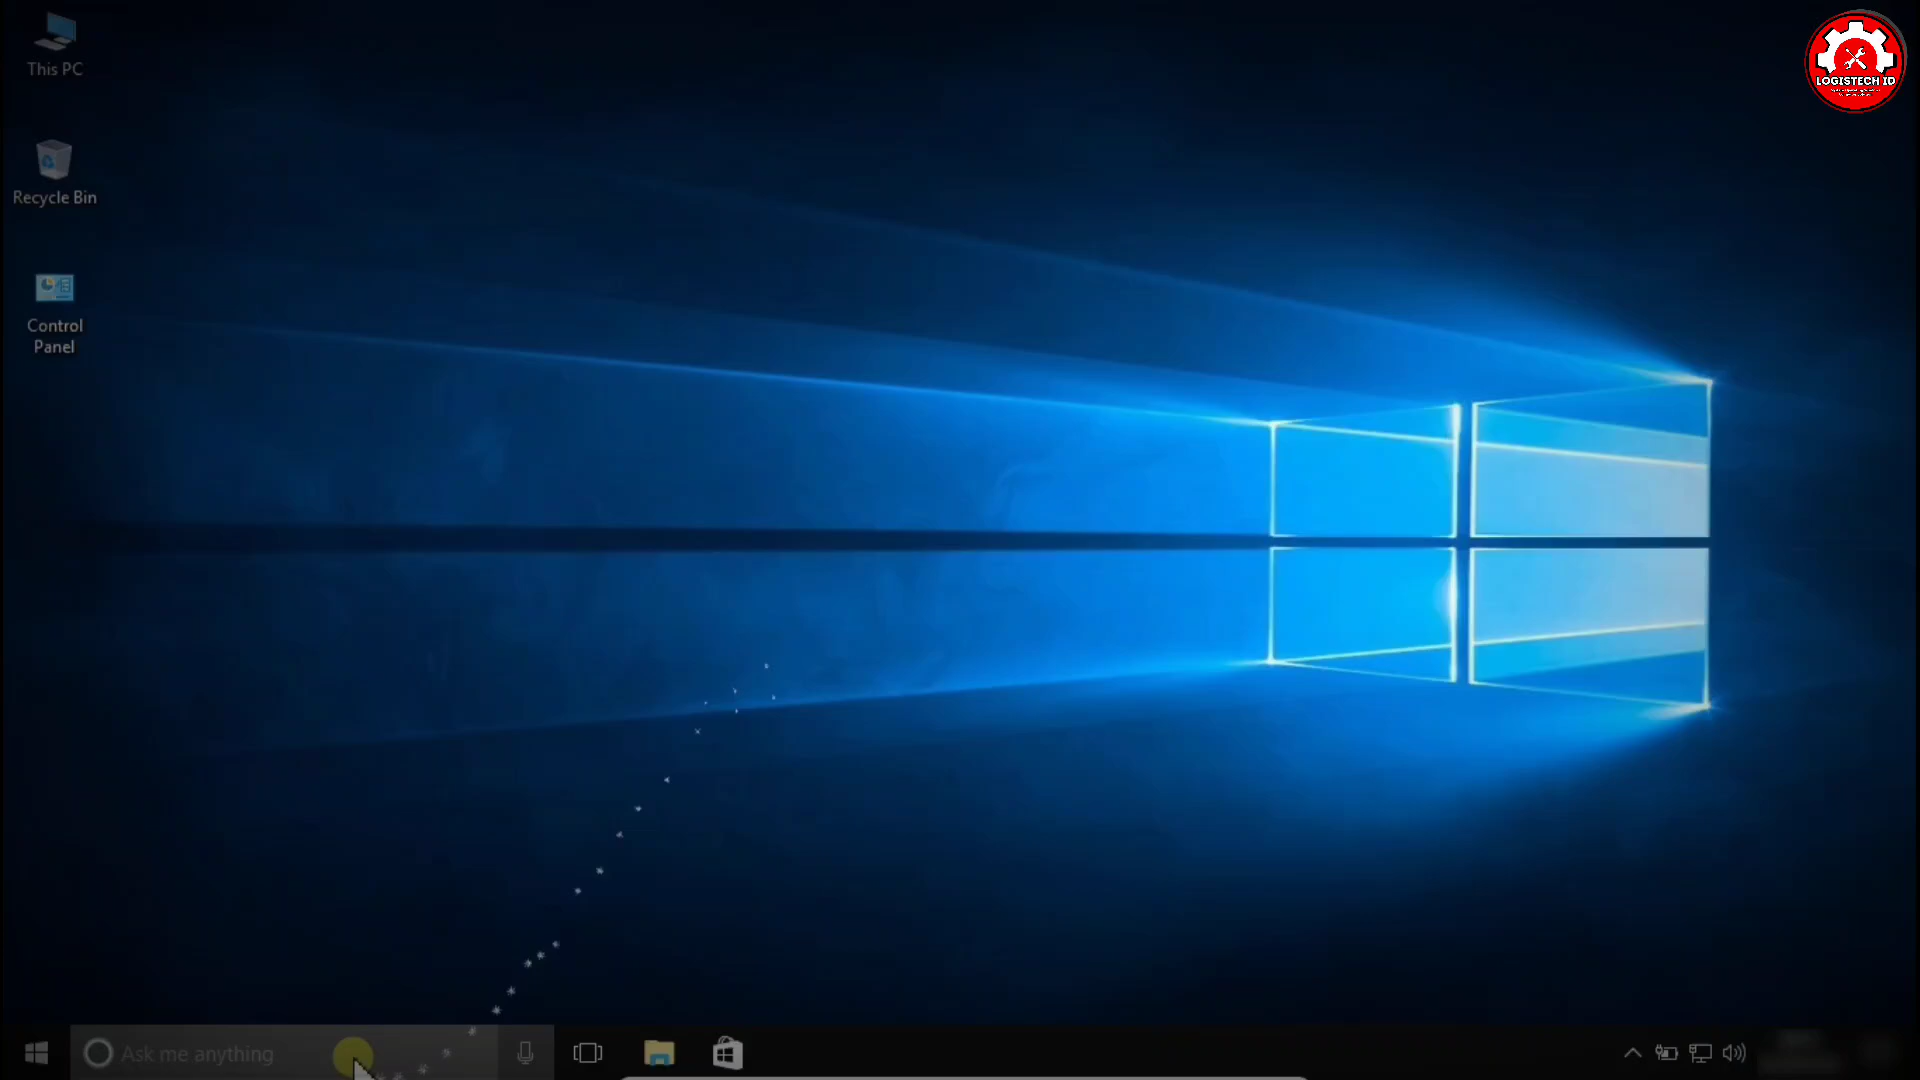 This PC
LOGISTECH ID
Recycle Bin
Control
Panel
Ask me anything